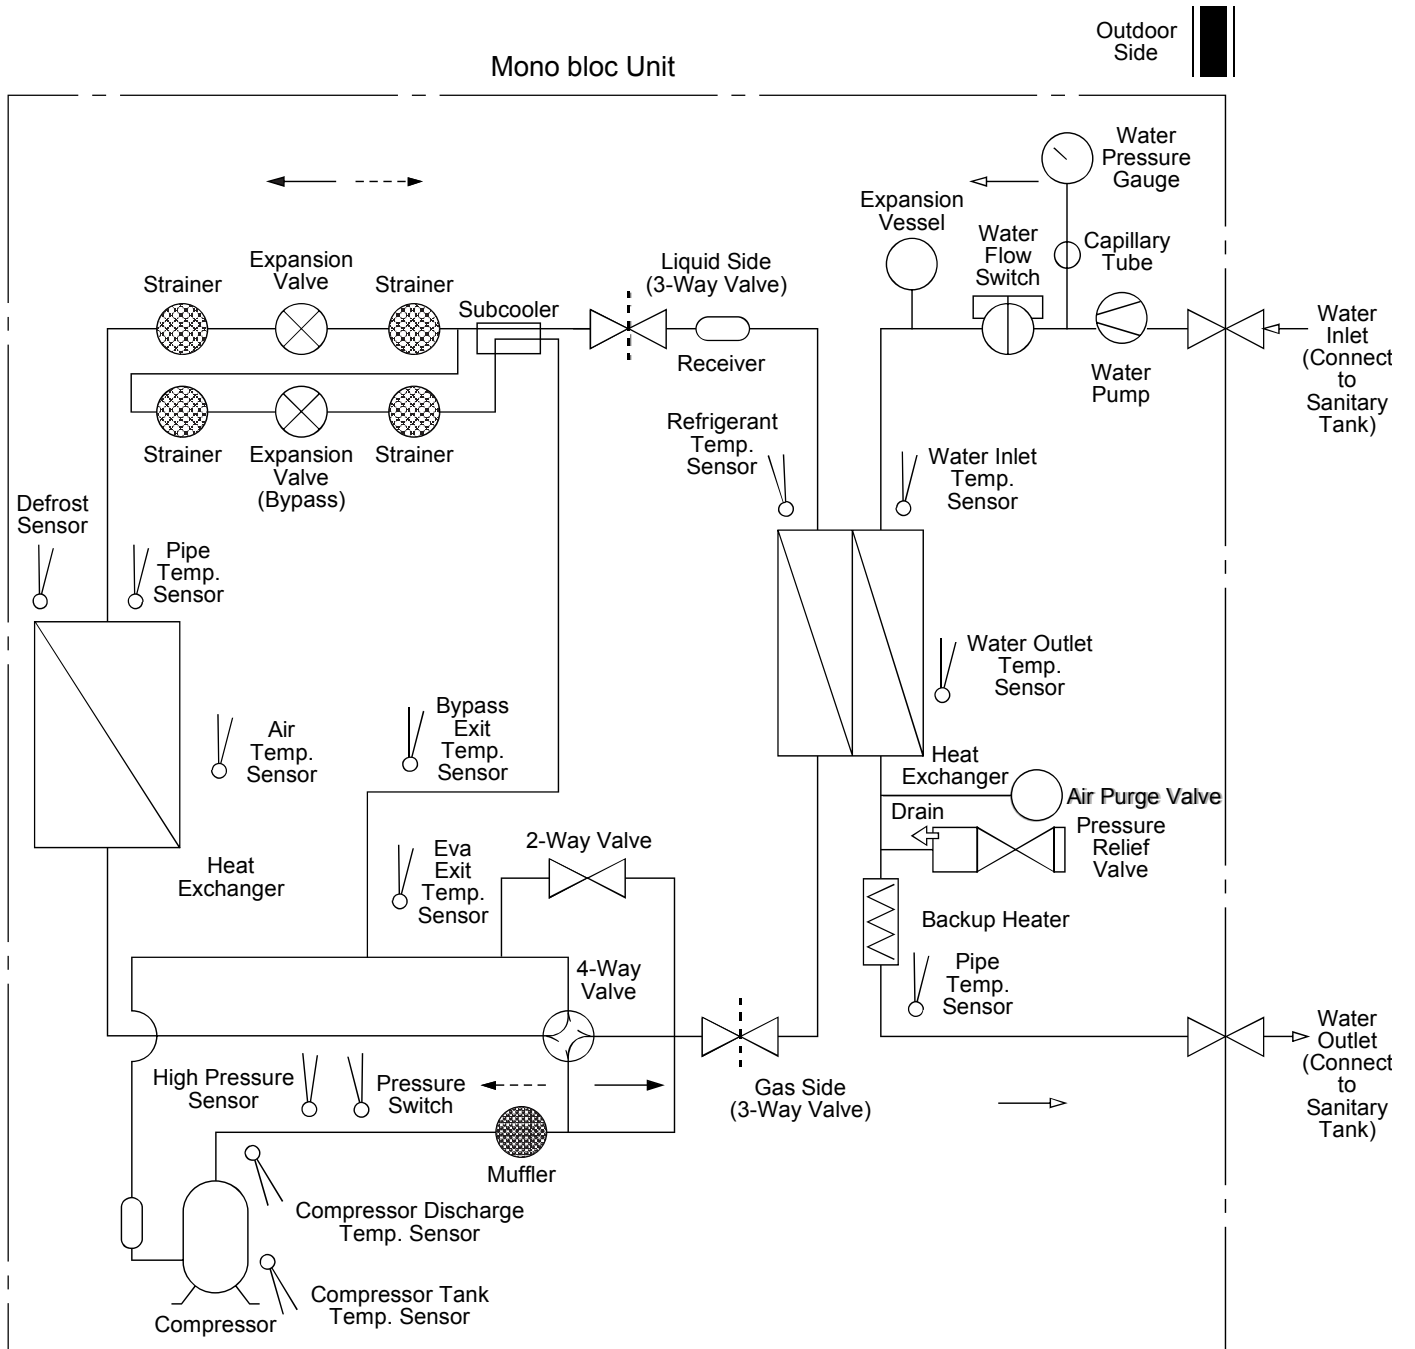 Outdoor
Side
Mono bloc Unit
Water
Pressure
Gauge
Expansion
Vessel
Water
Flow
Switch
Capillary
Tube
Strainer
Expansion
Valve
Strainer
Subcooler
Liquid Side
(3-Way Valve)
Receiver
Water
Pump
Water
Inlet
(Connect
to
Sanitary
Tank)
Strainer
Expansion
Valve
(Bypass)
Strainer
Refrigerant
Temp.
Sensor
Water Inlet
Temp.
Sensor
Defrost
Sensor
Pipe
Temp.
Sensor
Water Outlet
Temp.
Sensor
Air
Temp.
Sensor
Bypass
Exit
Temp.
Sensor
Heat
Exchanger
Air Purge Valve
Drain
Pressure
Relief
Valve
Heat
Exchanger
Eva
Exit
Temp.
Sensor
2-Way Valve
Backup Heater
4-Way
Valve
Pipe
Temp.
Sensor
Water
Outlet
(Connect
to
Sanitary
Tank)
High Pressure
Sensor
Pressure
Switch
Gas Side
(3-Way Valve)
Muffler
Compressor Discharge
Temp. Sensor
Compressor Tank
Temp. Sensor
Compressor